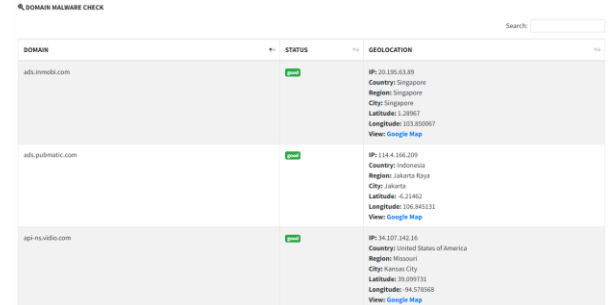 DOMAIN MALWARE CHECK
Search:
DOMAIN STATUS GEOLOCATION
ads.inmobi.com good IP: 20.195.63.89
Country: Singapore
Region: Singapore
City: Singapore
Latitude: 1.28967
Longitude: 103.850067
View: Google Map
ads.pubmatic.com good IP: 114.4.166.209
Country: Indonesia
Region: Jakarta Raya
City: Jakarta
Latitude: -6.21462
Longitude: 106.845131
View: Google Map
api-ns.vidio.com good IP: 34.107.142.16
Country: United States of America
Region: Missouri
City: Kansas City
Latitude: 39.099731
Longitude: -94.578568
View: Google Map